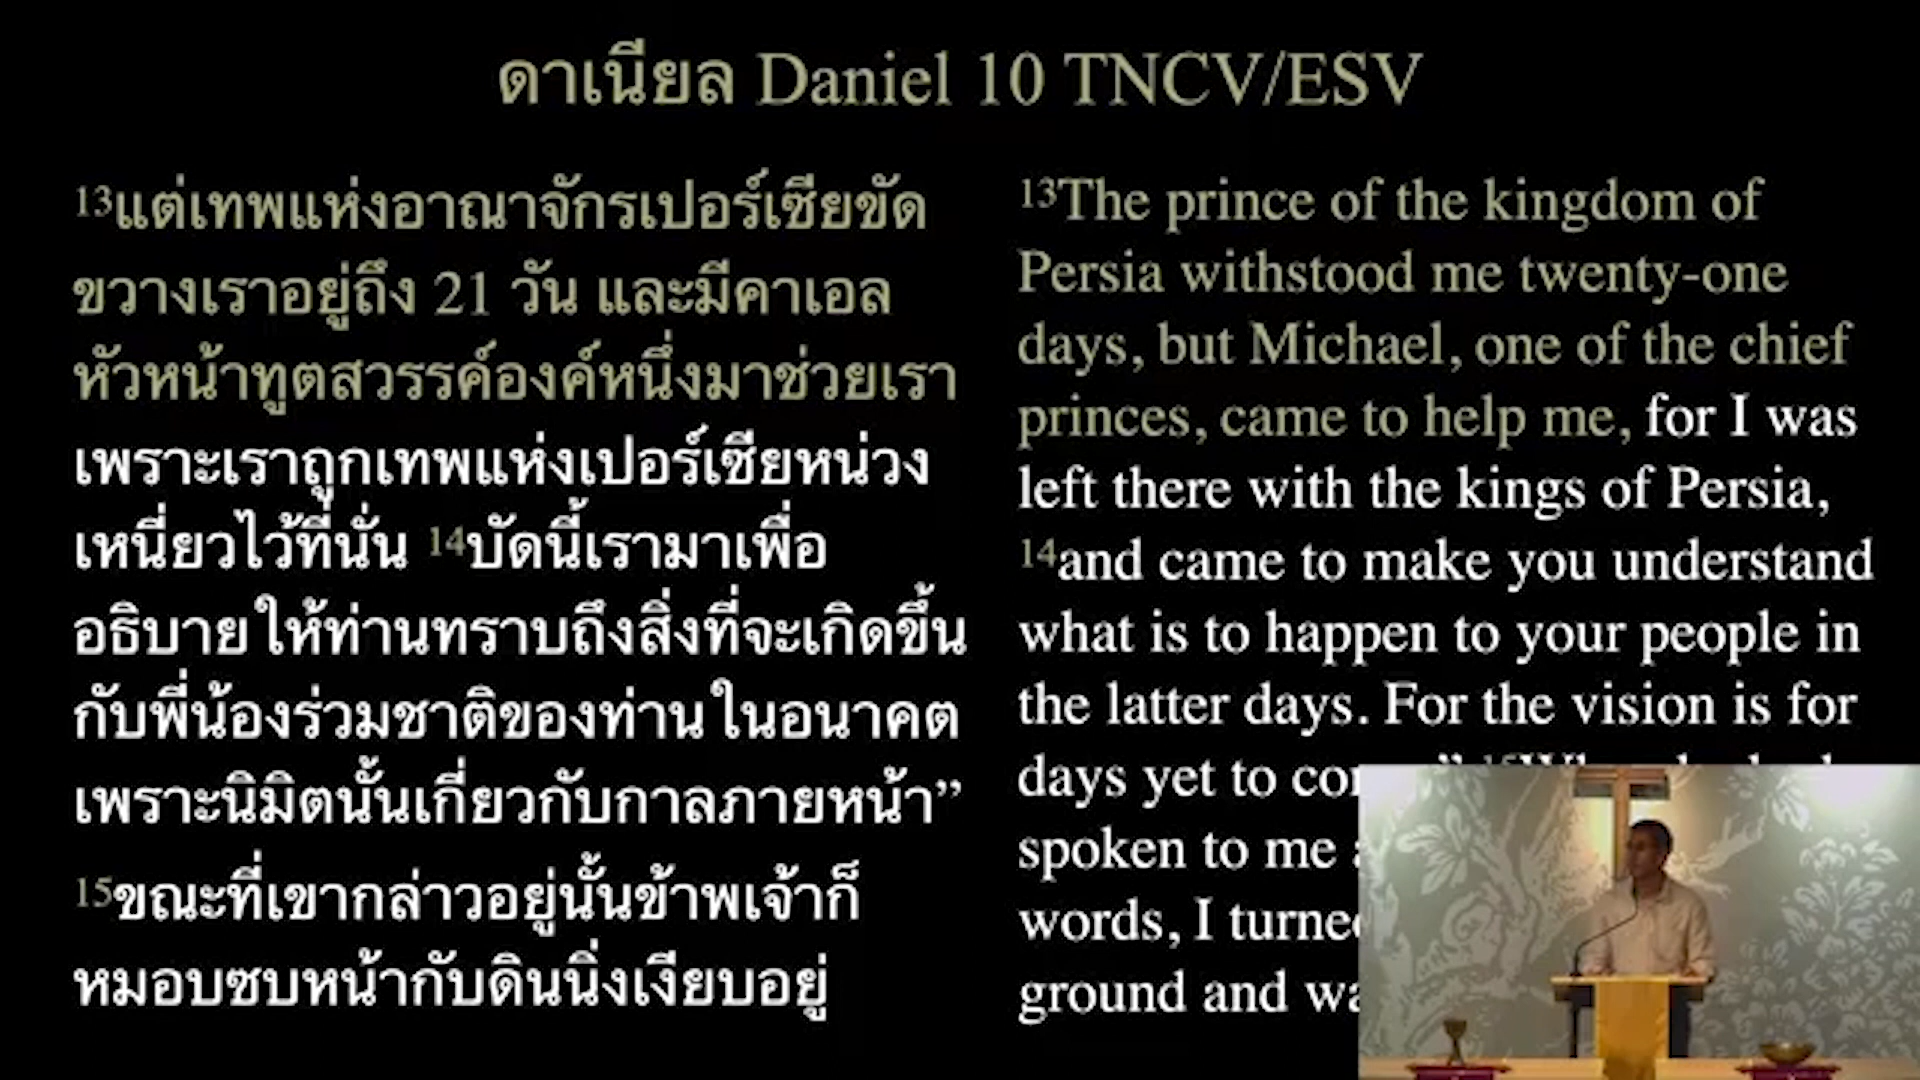 ดาเนียล Daniel 10 TNCV/ESV
13แต่เทพแห่งอาณาจักรเปอร์เซียขัด
ขวางเราอยู่ถึง 21 วัน และมีคาเอล
หัวหน้าทูตสวรรค์องค์หนึ่งมาช่วยเรา
เพราะเราถูกเทพแห่งเปอร์เซียหน่วง
เหนี่ยวไว้ที่นั่น 14บัดนี้เรามาเพื่อ
อธิบายให้ท่านทราบถึงสิ่งที่จะเกิดขึ้น
กับพี่น้องร่วมชาติของท่านในอนาคต
เพราะนิมิตนั้นเกี่ยวกับกาลภายหน้า”
15ขณะที่เขากล่าวอยู่นั้นข้าพเจ้าก็
หมอบซบหน้ากับดินนิ่งเงียบอยู่
13The prince of the kingdom of
Persia withstood me twenty-one
days, but Michael, one of the chief
princes, came to help me, for I was
left there with the kings of Persia,
14and came to make you understand
what is to happen to your people in
the latter days. For the vision is for
days yet to
spoken to me
words, I
ground and